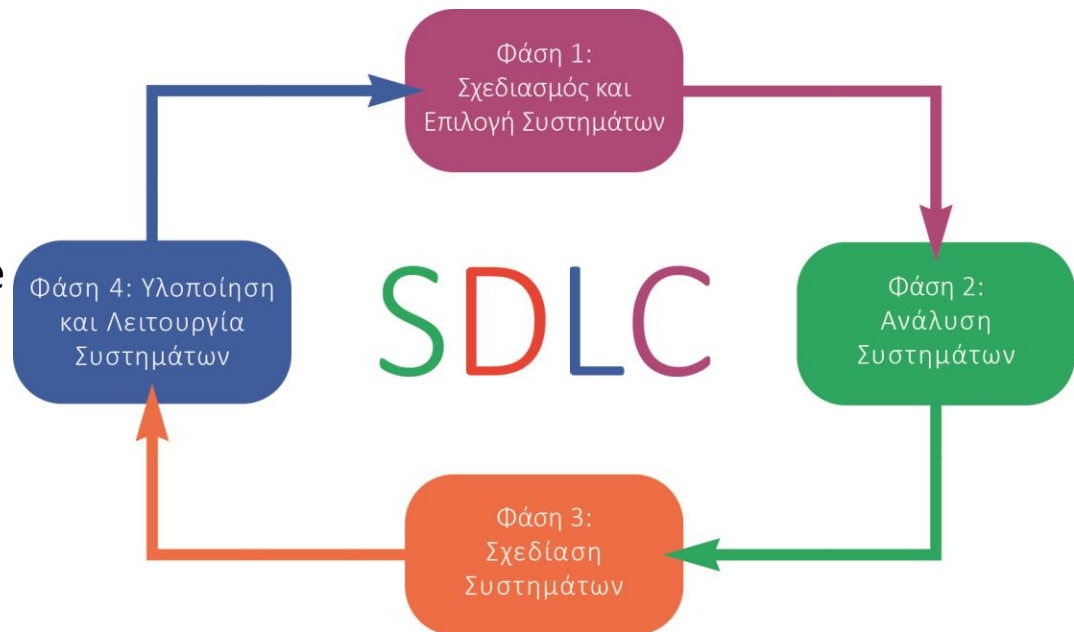 Φάση 1:
Σχεδιασμός και
Επιλογή Συστημάτων
e
Φάση 4: Υλοποίηση
και Λειτουργία
Συστημάτων
SDLC
Φάση 2:
Ανάλυση
Συστημάτων
Φάση 3:
Σχεδίαση
Συστημάτων